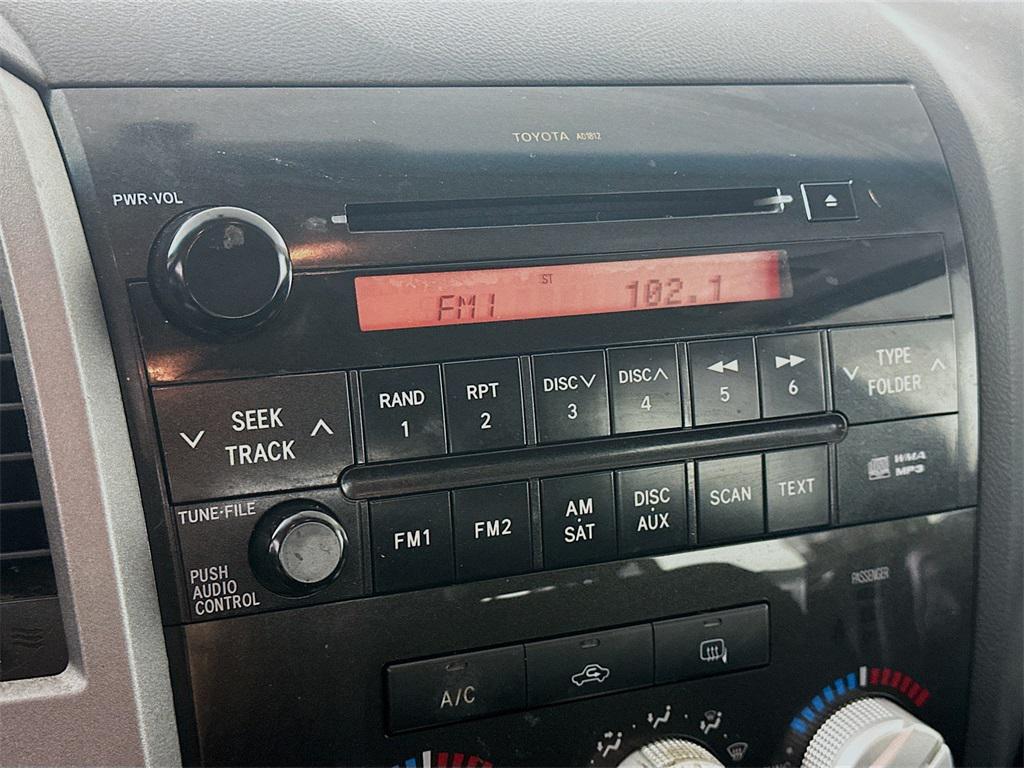 TOYOTA AD1812
PWR·VOL
ST
FM1 102.1
SEEK
TRACK
RAND
1
RPT
2
DISC
3
DISC
4
5
6
TYPE
FOLDER
TUNE·FILE
PUSH
AUDIO
CONTROL
FM1
FM2
AM
SAT
DISC
AUX
SCAN
TEXT
WMA
MP3
PASSENGER
A/C